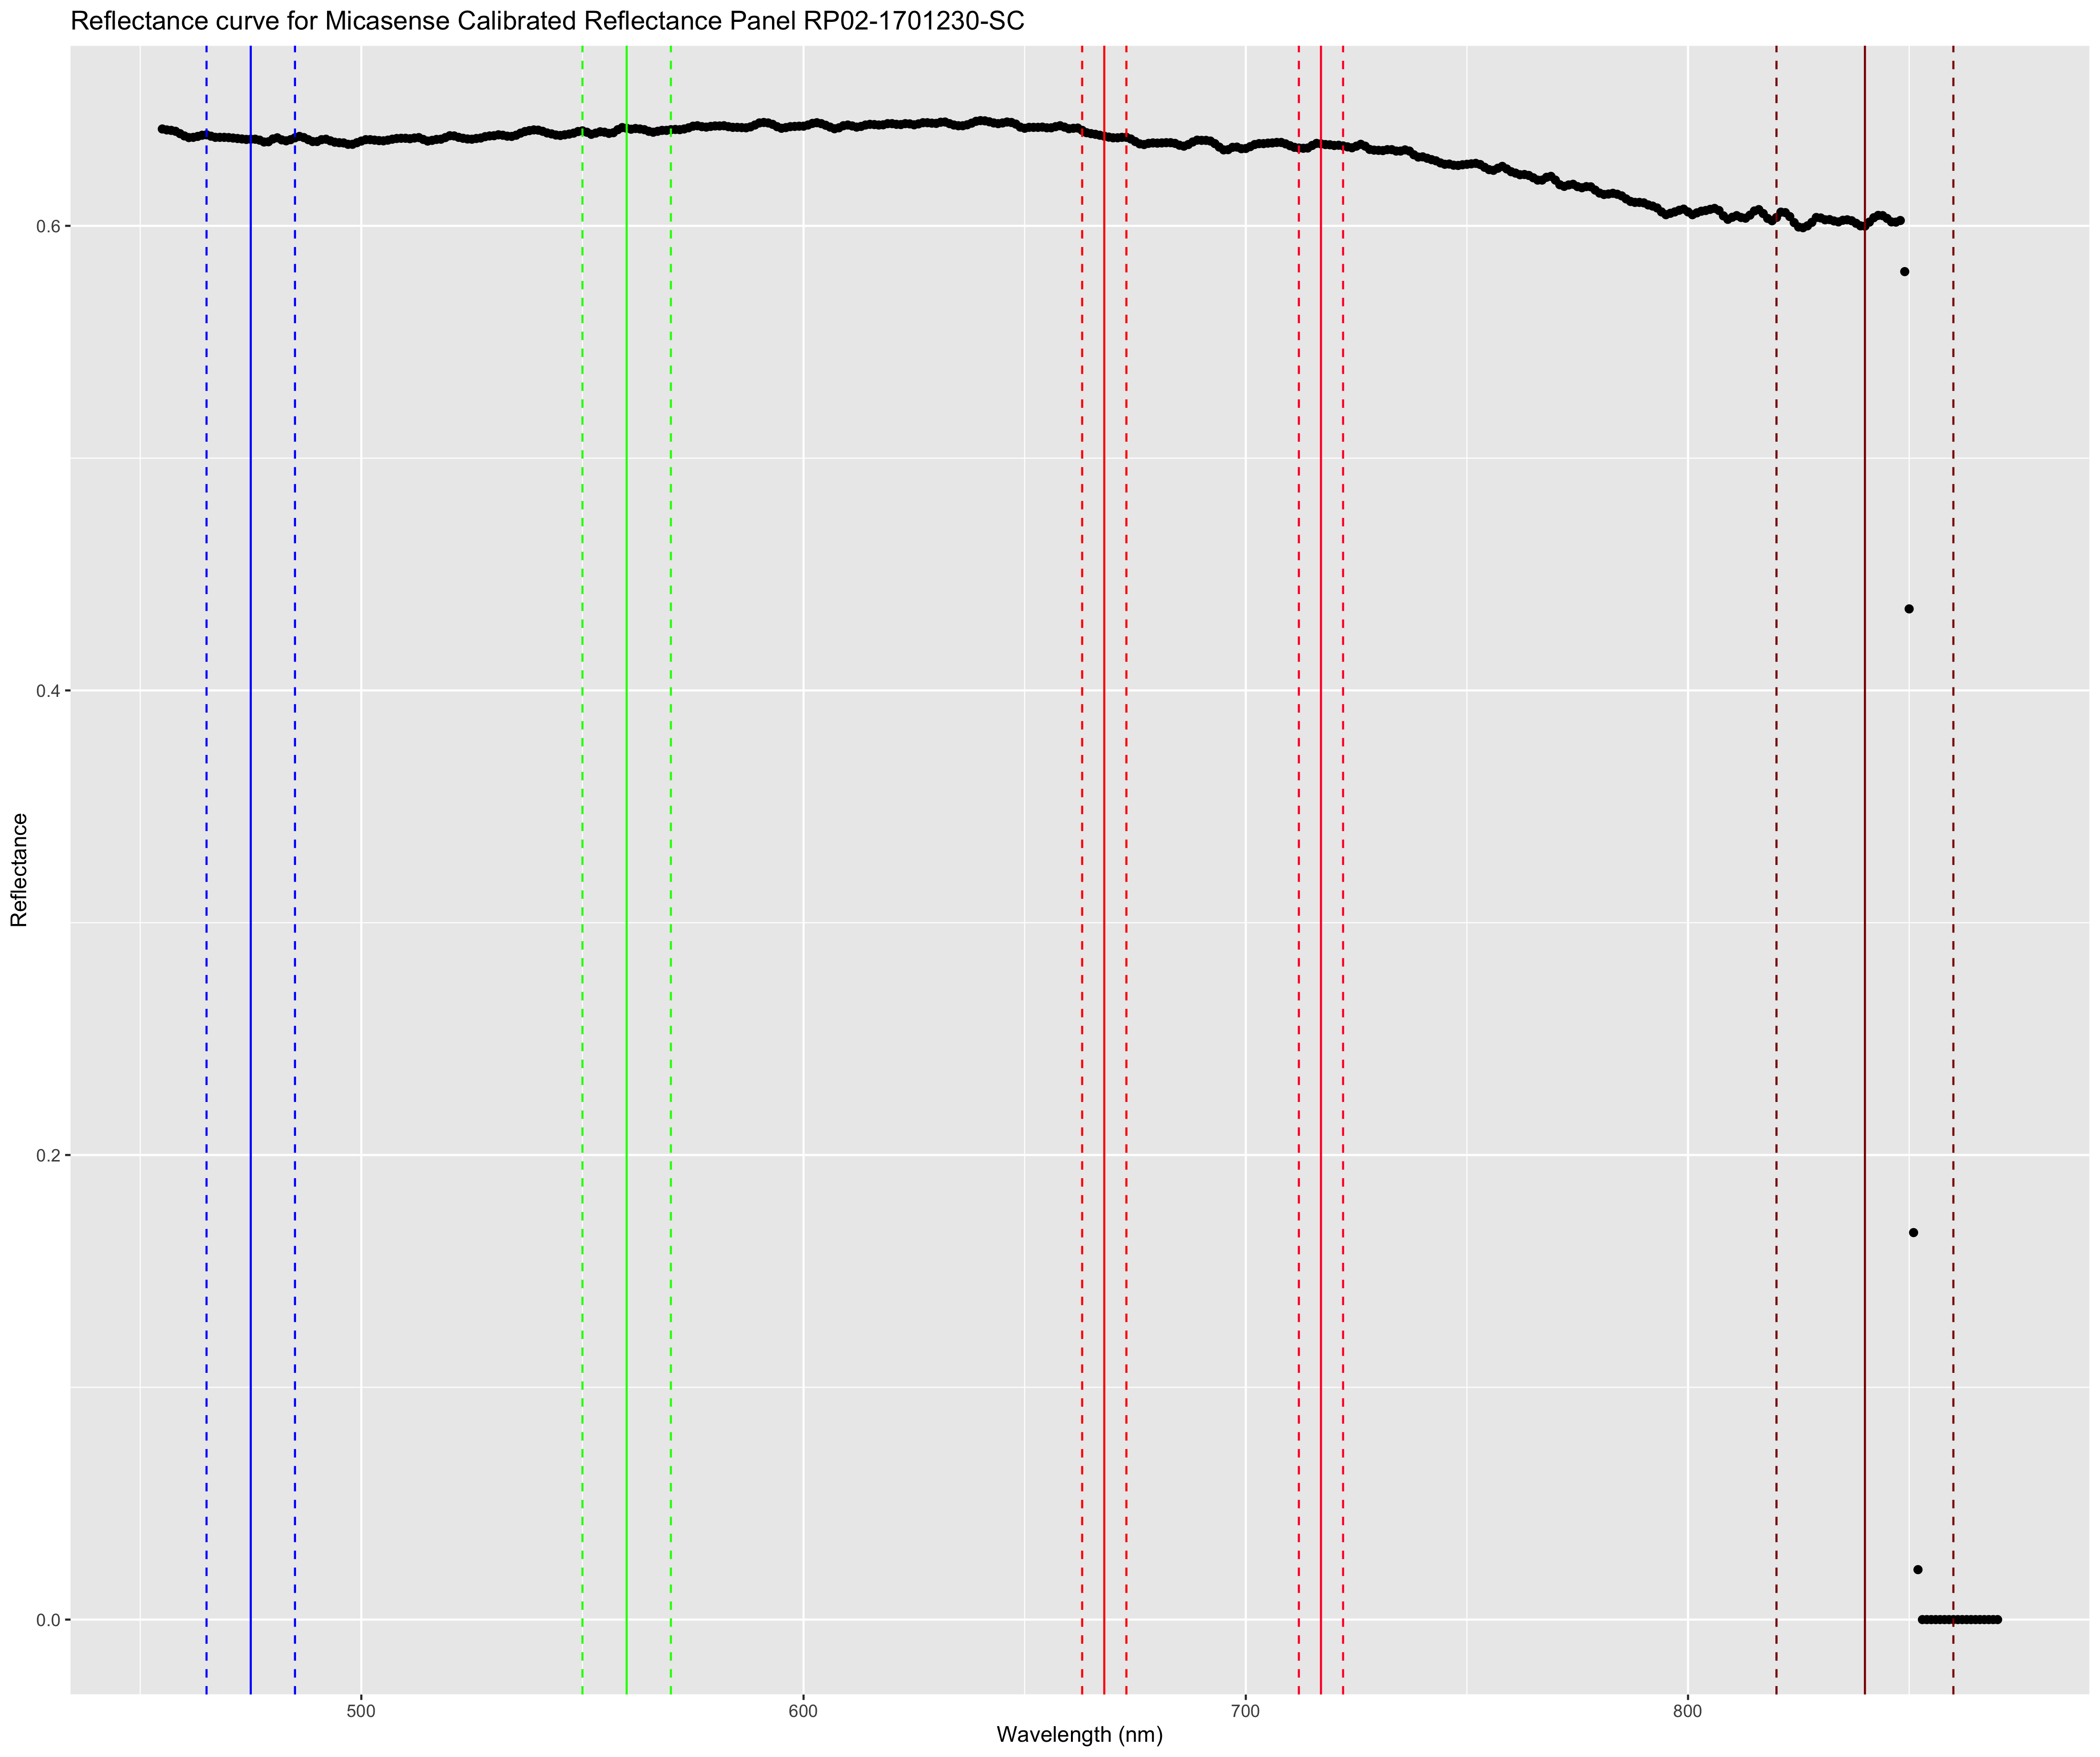 Reflectance curve for Micasense Calibrated Reflectance Panel RP02-1701230-SC
0.6
0.4
0.2
0.0
Reflectance
500 600 700 800
Wavelength (nm)